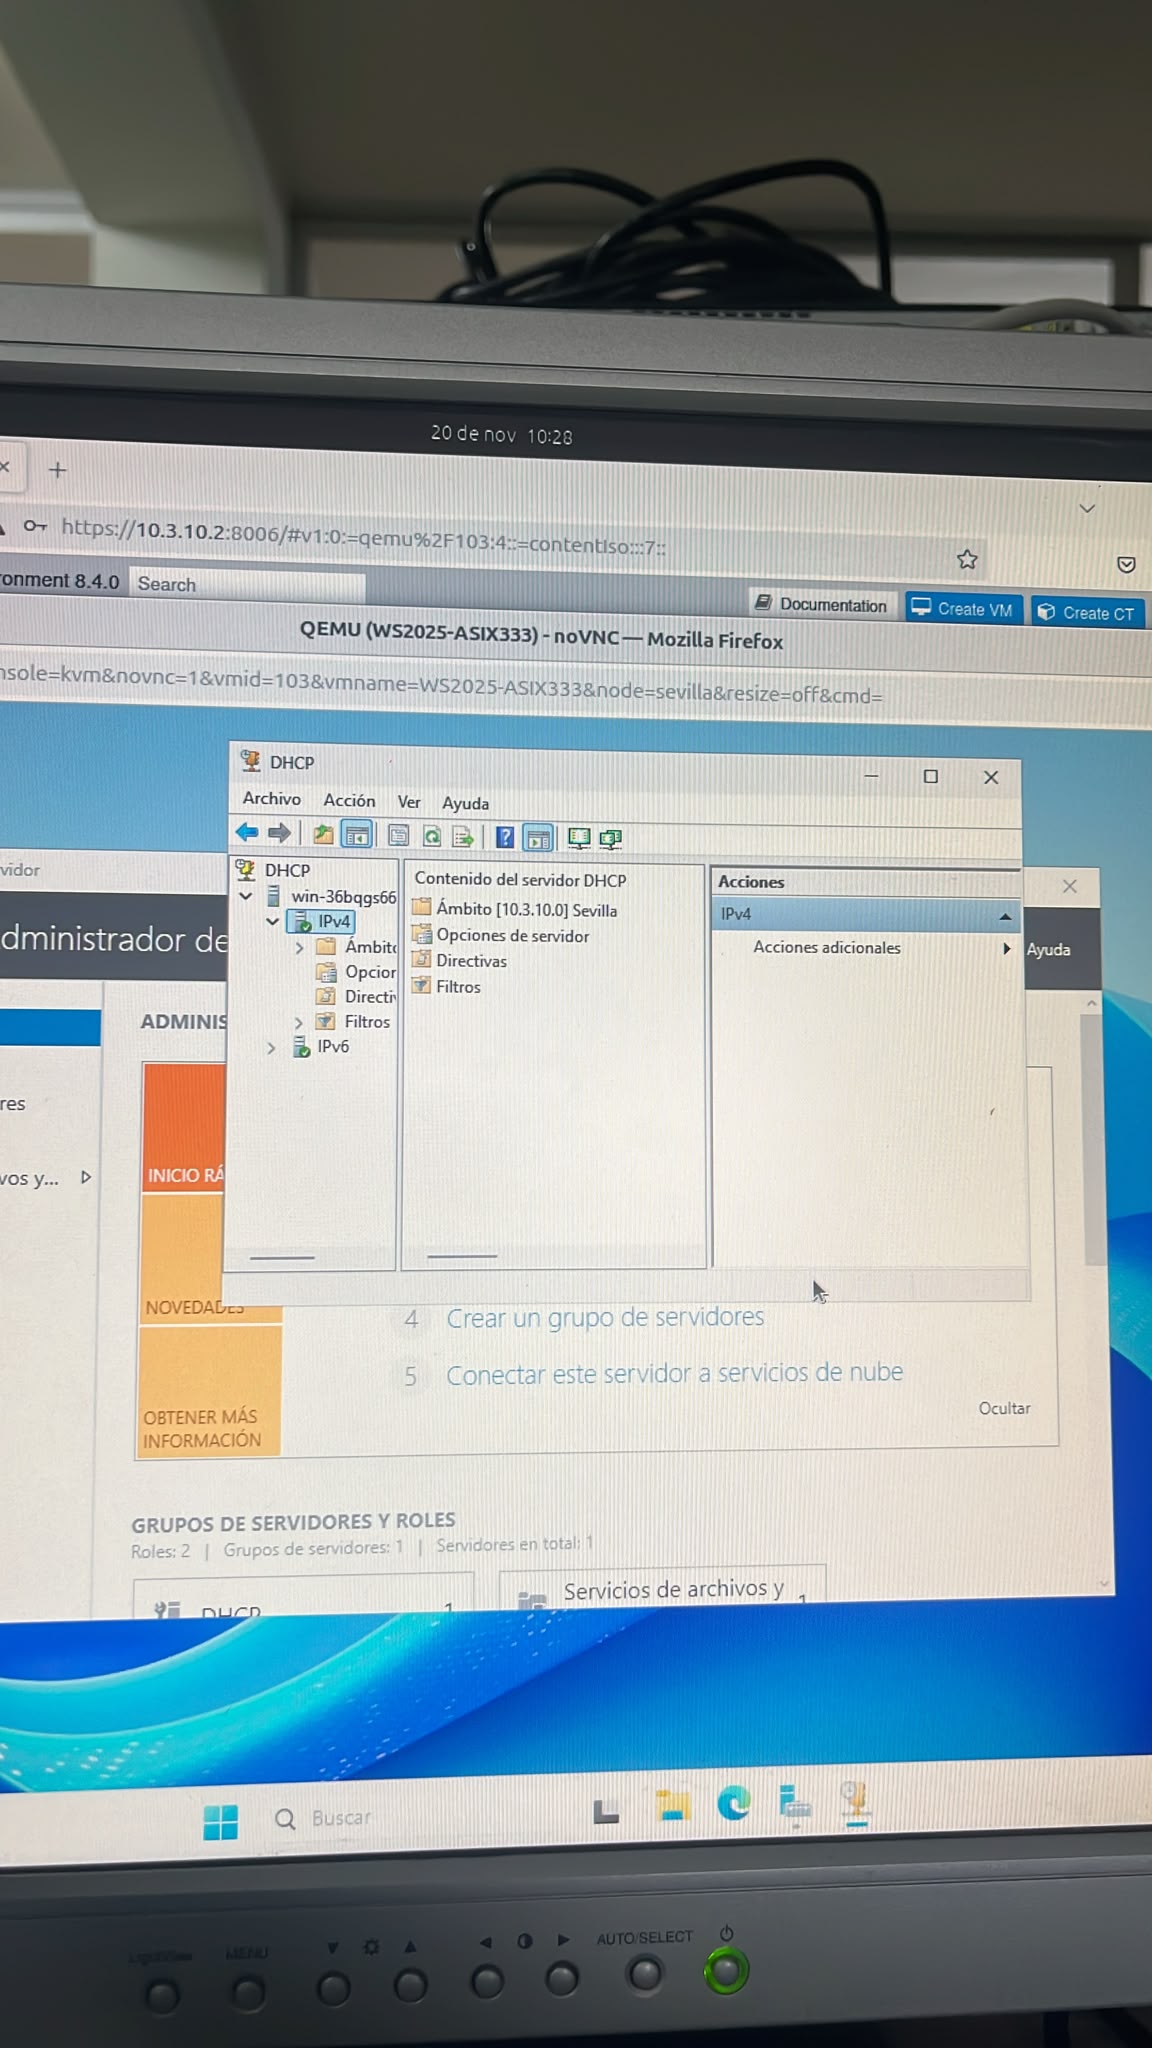 20 de nov 10:28
https://10.3.10.2:8006/#v1:0:=qemu%2F103:4::=contentIso:::7::
onment 8.4.0
Search
Documentation
Create VM
Create CT
QEMU (WS2025-ASIX333) - noVNC — Mozilla Firefox
nsole=kvm&novnc=1&vmid=103&vmname=WS2025-ASIX333&node=sevilla&resize=off&cmd=
DHCP
Archivo Acción Ver Ayuda
vidor
dministrador de
Ayuda
DHCP
win-36bqgs66
IPv4
Ámbito
Opcior
Directi
Filtros
IPv6
Contenido del servidor DHCP
Ámbito [10.3.10.0] Sevilla
Opciones de servidor
Directivas
Filtros
Acciones
IPv4
Acciones adicionales
ADMINIS
res
vos y...
INICIO RÁ
NOVEDADES
OBTENER MÁS
INFORMACIÓN
4 Crear un grupo de servidores
5 Conectar este servidor a servicios de nube
Ocultar
GRUPOS DE SERVIDORES Y ROLES
Roles: 2 | Grupos de servidores: 1 | Servidores en total: 1
DHCP 1
Servicios de archivos y 1
Buscar
MENU
AUTO/SELECT